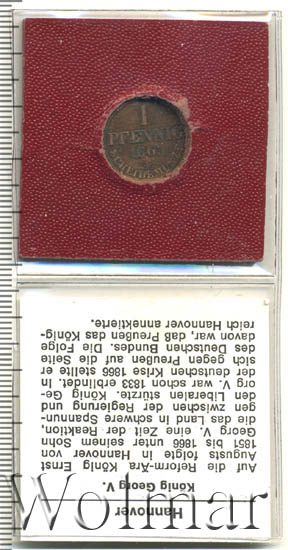 1
PFENNIG
SCHEIDEMÜNZE
Hannover
König Georg V.
Auf die Reform-Ära König Ernst
Augusts folgte in Hannover von
1851 bis 1866 unter seinem Sohn
Georg V. eine Zeit der Reaktion,
die das Land in schwere Spannun-
gen zwischen der Regierung und
den Liberalen stürzte. König Ge-
org V. war schon 1833 erblindet. In
der deutschen Krise 1866 stellte er
sich gegen Preußen auf die Seite
des Deutschen Bundes. Die Folge
davon war, daß Preußen das König-
reich Hannover annektierte.
Wolmar